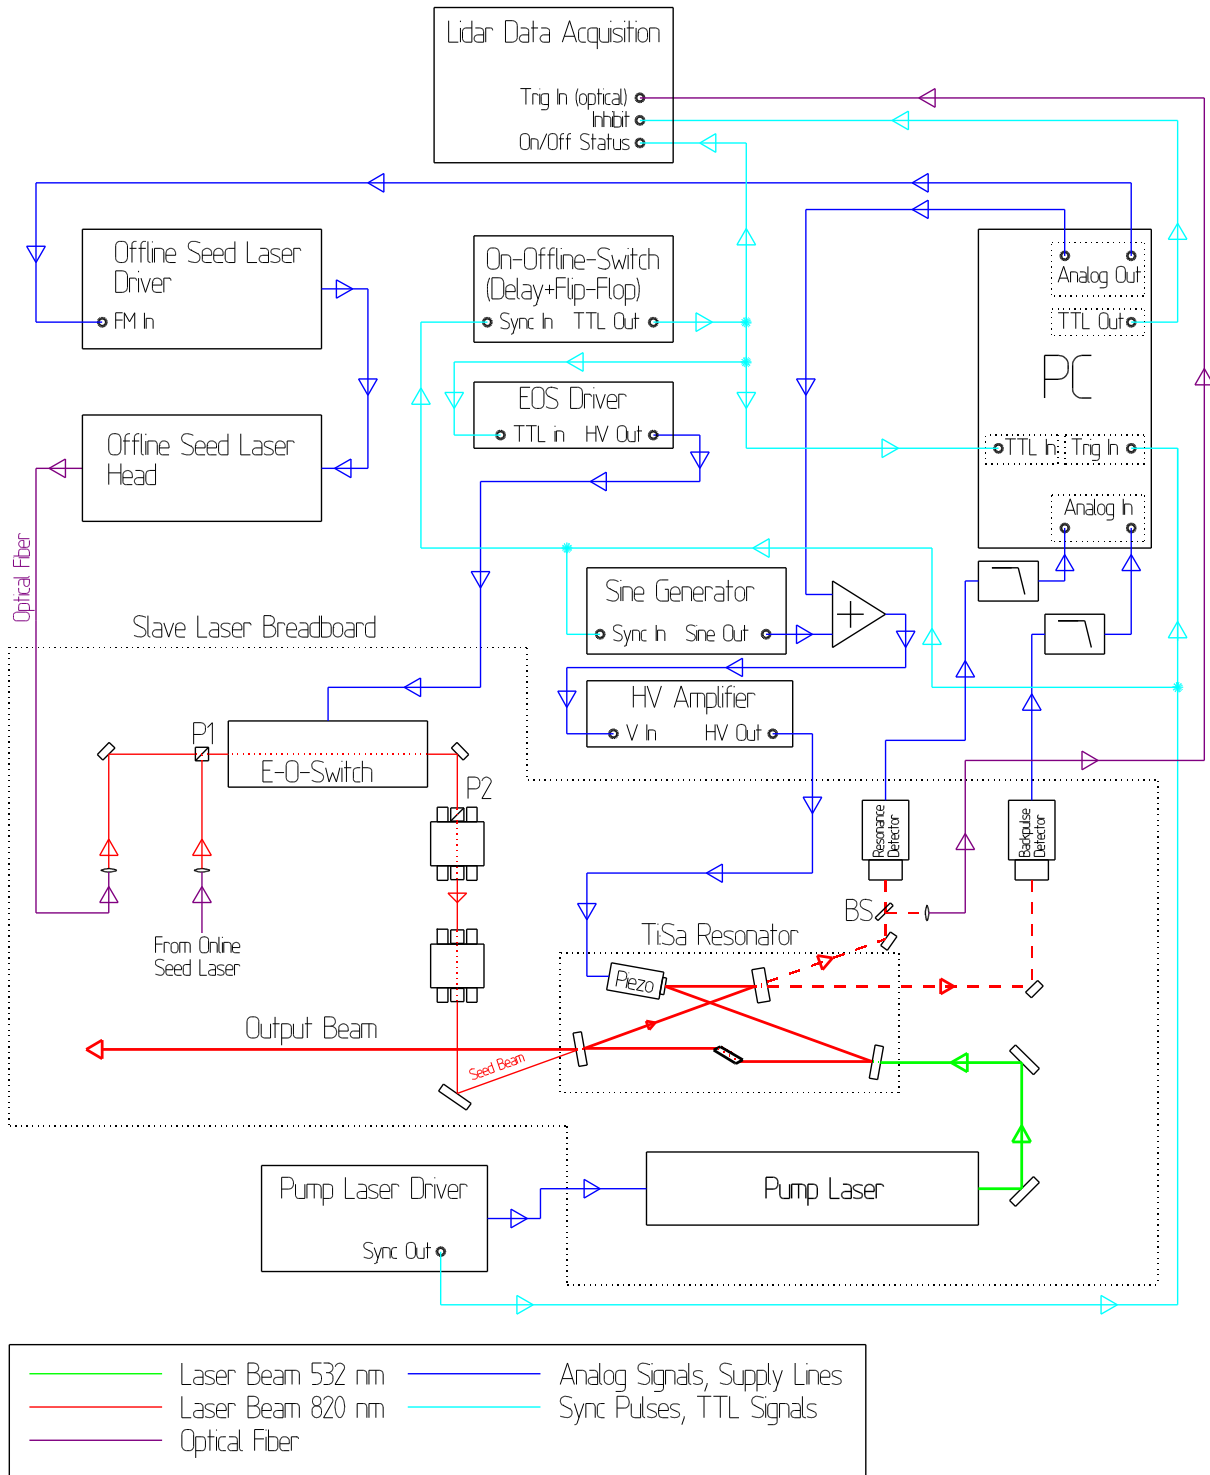 Lidar Data Acquisition
Trig In (optical)
Inhibit
On/Off Status
Offline Seed Laser
Driver
FM In
On-Offline-Switch
(Delay+Flip-Flop)
Sync In TTL Out
Analog Out
TTL Out
PC
TTL In Trig In
Analog In
EOS Driver
TTL in HV Out
Offline Seed Laser
Head
Optical Fiber
Sine Generator
Sync In Sine Out
+
Slave Laser Breadboard
HV Amplifier
V In HV Out
P1
E-O-Switch
P2
Resonance
Detector
Backpulse
Detector
BS
From Online
Seed Laser
Ti:Sa Resonator
Piezo
Output Beam
Seed Beam
Pump Laser Driver
Sync Out
Pump Laser
Laser Beam 532 nm
Laser Beam 820 nm
Optical Fiber
Analog Signals, Supply Lines
Sync Pulses, TTL Signals